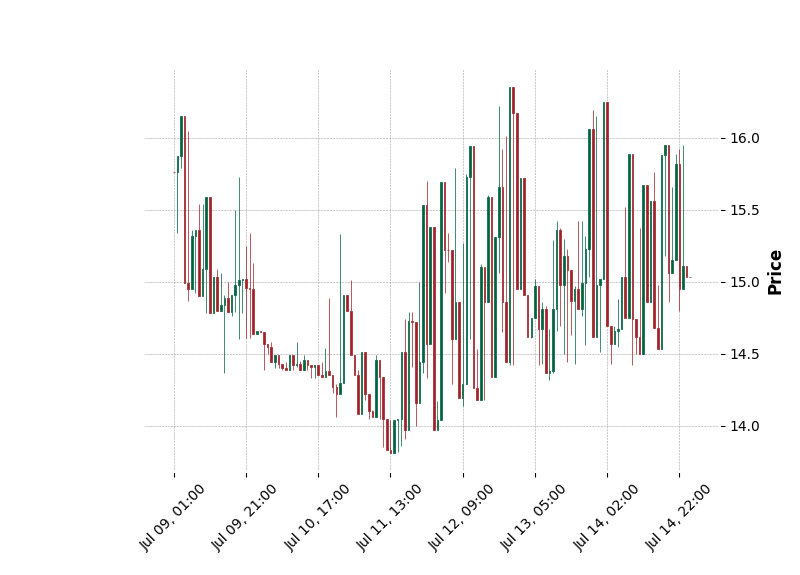 16.0
15.5
15.0
14.5
14.0
Price
Jul 09, 01:00
Jul 09, 21:00
Jul 10, 17:00
Jul 11, 13:00
Jul 12, 09:00
Jul 13, 05:00
Jul 14, 02:00
Jul 14, 22:00